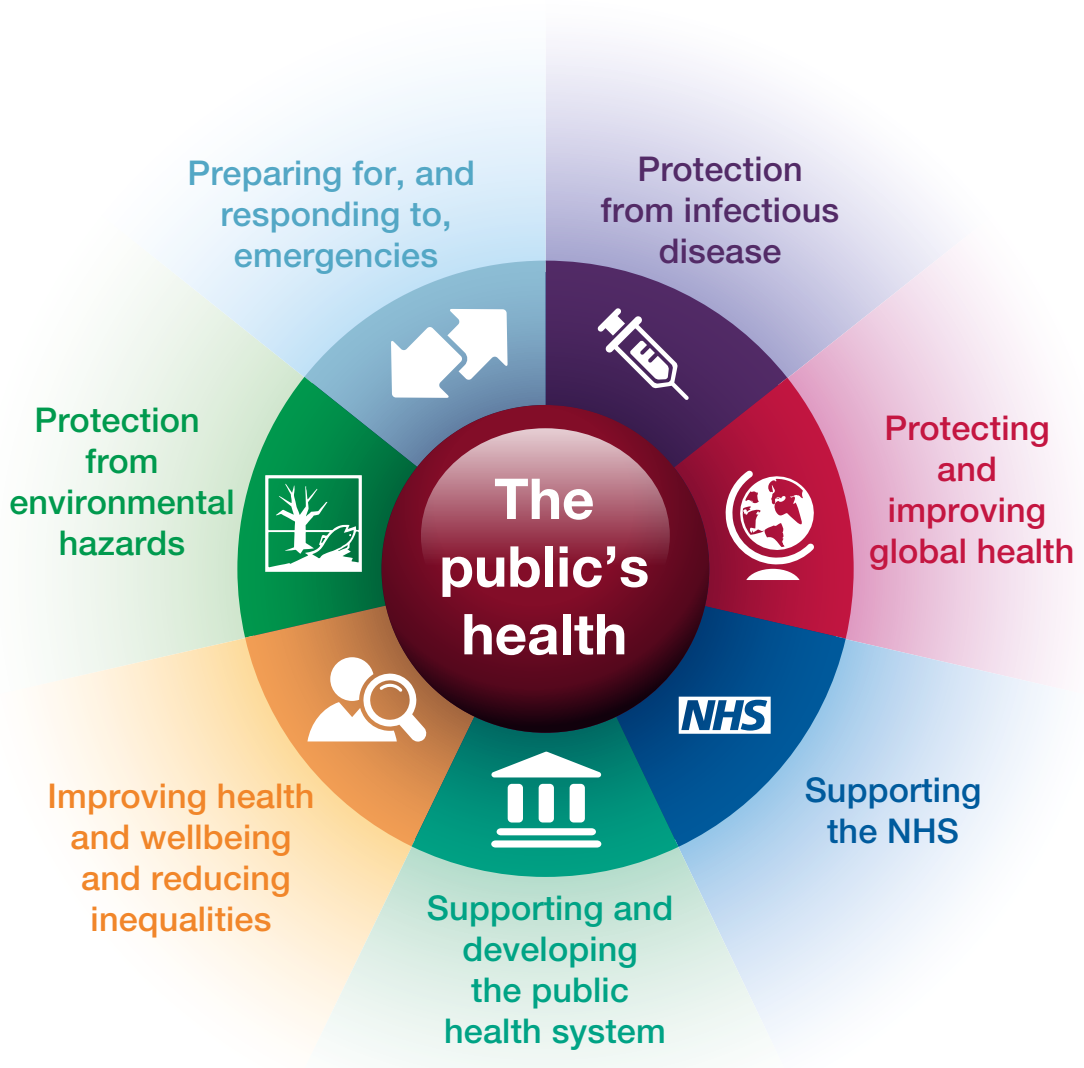 Preparing for, and
responding to,
emergencies
Protection
from infectious
disease
Protection
from
environmental
hazards
The
public’s
health
Protecting
and
improving
global health
NHS
Improving health
and wellbeing
and reducing
inequalities
Supporting
the NHS
Supporting and
developing
the public
health system